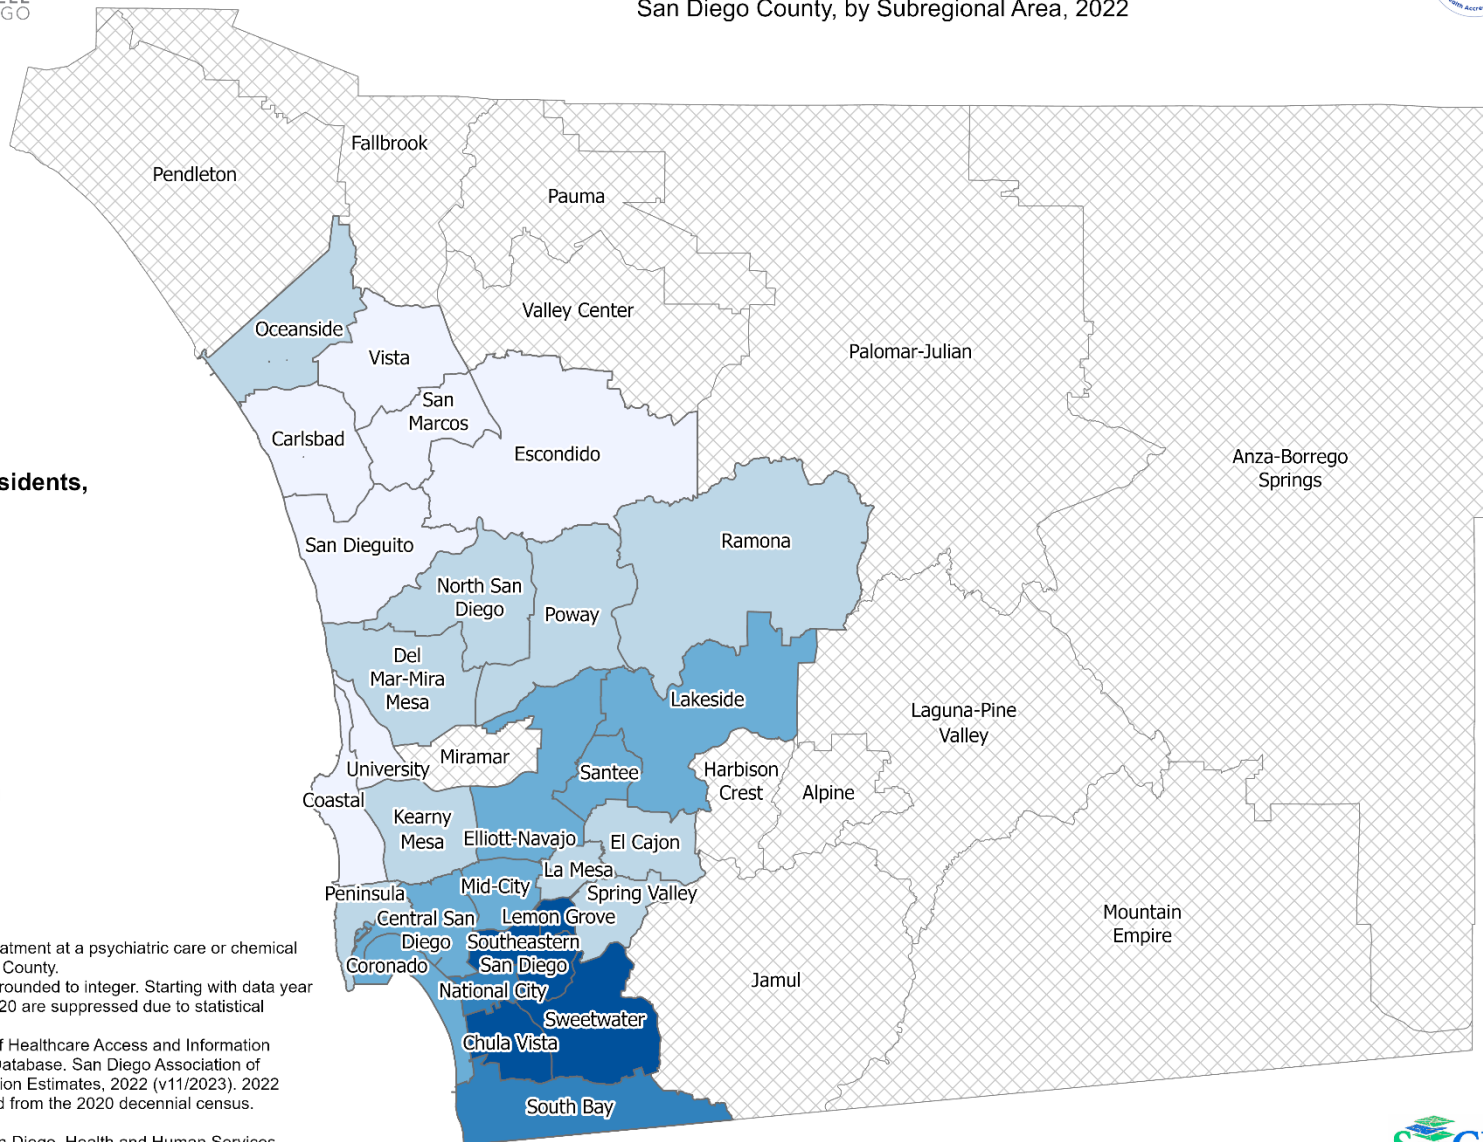 GO
San Diego County, by Subregional Area, 2022
Fallbrook
Pendleton
Pauma
Valley Center
Oceanside
Vista
Palomar-Julian
San
Marcos
Carlsbad
Escondido
Anza-Borrego
Springs
sidents,
San Dieguito
Ramona
North San
Diego
Poway
Del
Mar-Mira
Mesa
Lakeside
Laguna-Pine
Valley
Miramar
University
Santee
Harbison
Crest
Alpine
Coastal
Kearny
Mesa
Elliott-Navajo
El Cajon
La Mesa
Mid-City
Peninsula
Spring Valley
Central San
Diego
Lemon Grove
Southeastern
San Diego
Mountain
Empire
Coronado
Jamul
National City
Sweetwater
Chula Vista
South Bay
atment at a psychiatric care or chemical
County.
rounded to integer. Starting with data year
20 are suppressed due to statistical
f Healthcare Access and Information
Database. San Diego Association of
ion Estimates, 2022 (v11/2023). 2022
d from the 2020 decennial census.
n Diego, Health and Human Services